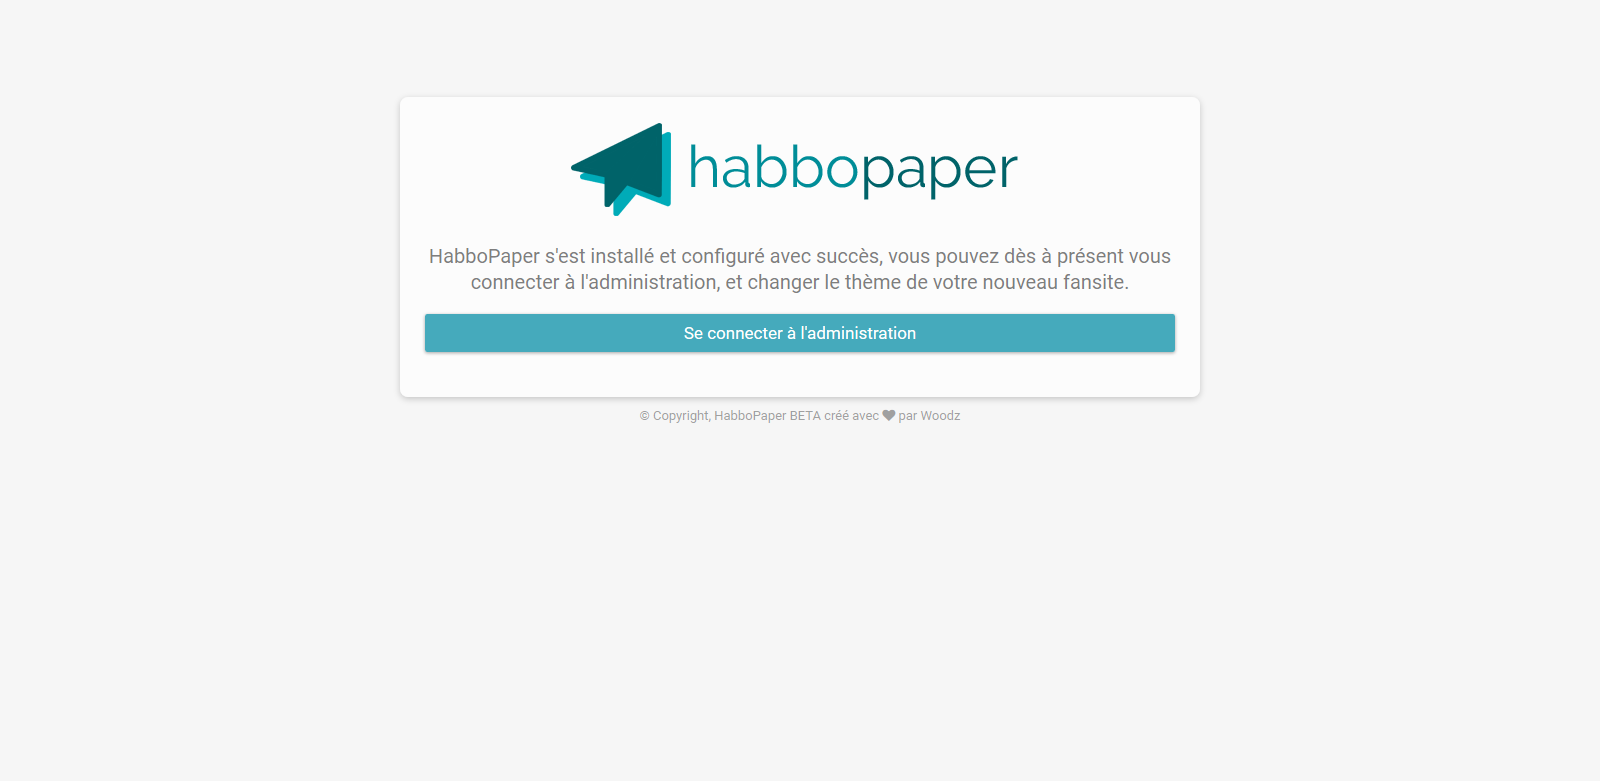 habbopaper
HabboPaper s'est installé et configuré avec succès, vous pouvez dès à présent vous
connecter à l'administration, et changer le thème de votre nouveau fansite.
Se connecter à l'administration
© Copyright, HabboPaper BETA créé avec ♥ par Woodz